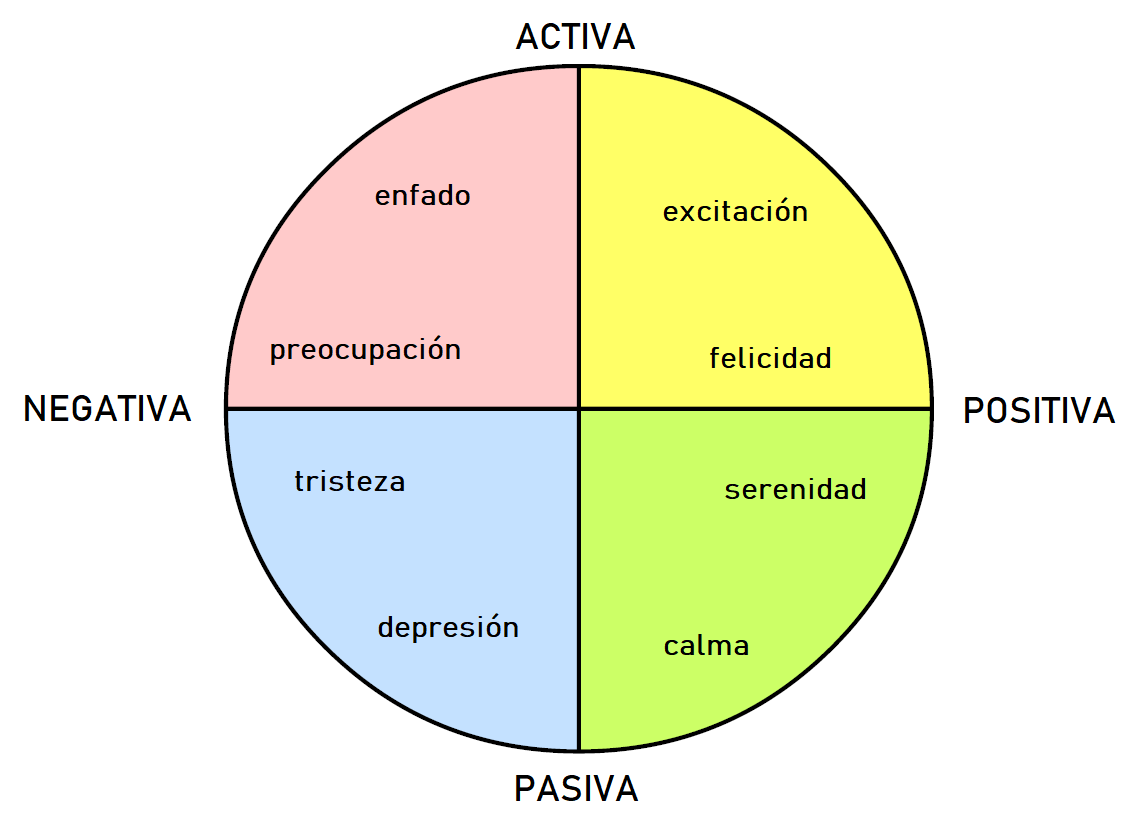 ACTIVA
enfado
excitación
preocupación
felicidad
NEGATIVA
POSITIVA
tristeza
serenidad
depresión
calma
PASIVA